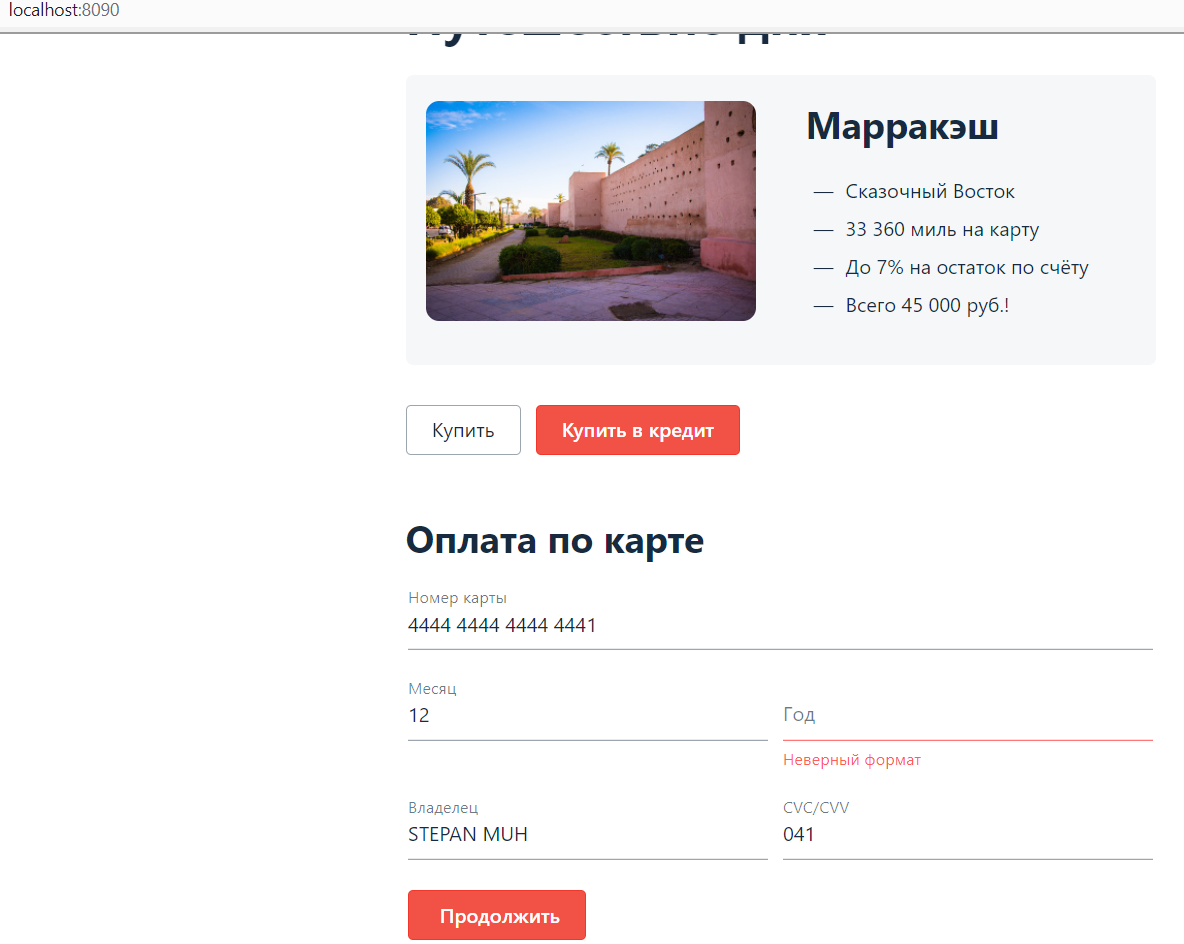 localhost:8090
Марракэш
— Сказочный Восток
— 33 360 миль на карту
— До 7% на остаток по счёту
— Всего 45 000 руб.!
Купить
Купить в кредит
Оплата по карте
Номер карты
4444 4444 4444 4441
Месяц
12
Год
Неверный формат
Владелец
STEPAN MUH
CVC/CVV
041
Продолжить